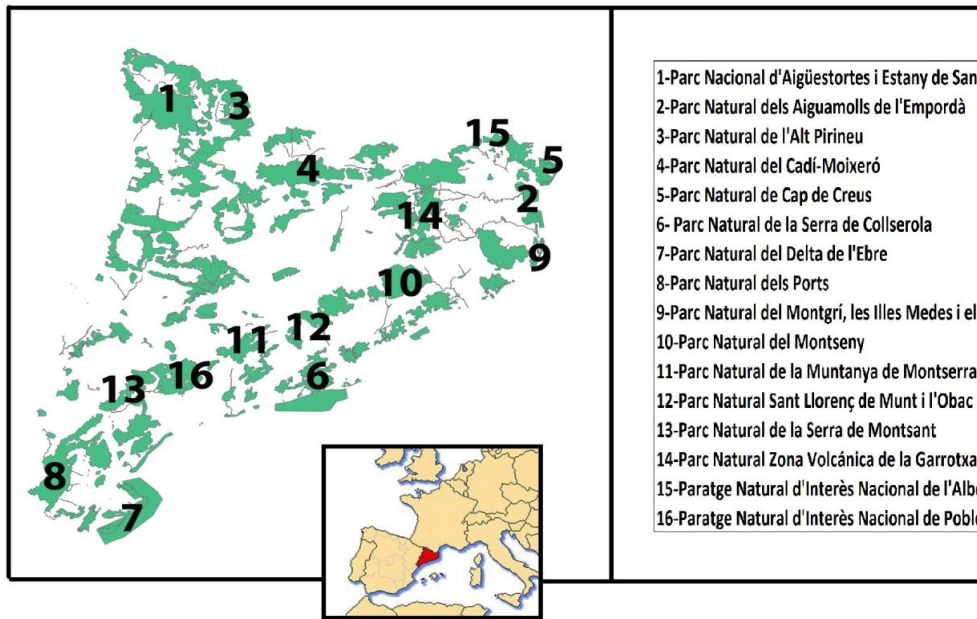 1
3
15
5
4
2
14
9
10
12
11
6
16
13
8
7
1-Parc Nacional d'Aigüestortes i Estany de San
2-Parc Natural dels Aiguamolls de l'Empordà
3-Parc Natural de l'Alt Pirineu
4-Parc Natural del Cadí-Moixeró
5-Parc Natural de Cap de Creus
6- Parc Natural de la Serra de Collserola
7-Parc Natural del Delta de l'Ebre
8-Parc Natural dels Ports
9-Parc Natural del Montgrí, les Illes Medes i el
10-Parc Natural del Montseny
11-Parc Natural de la Muntanya de Montserra
12-Parc Natural Sant Llorenç de Munt i l'Obac
13-Parc Natural de la Serra de Montsant
14-Parc Natural Zona Volcánica de la Garrotxa
15-Paratge Natural d'Interès Nacional de l'Albe
16-Paratge Natural d'Interès Nacional de Poble